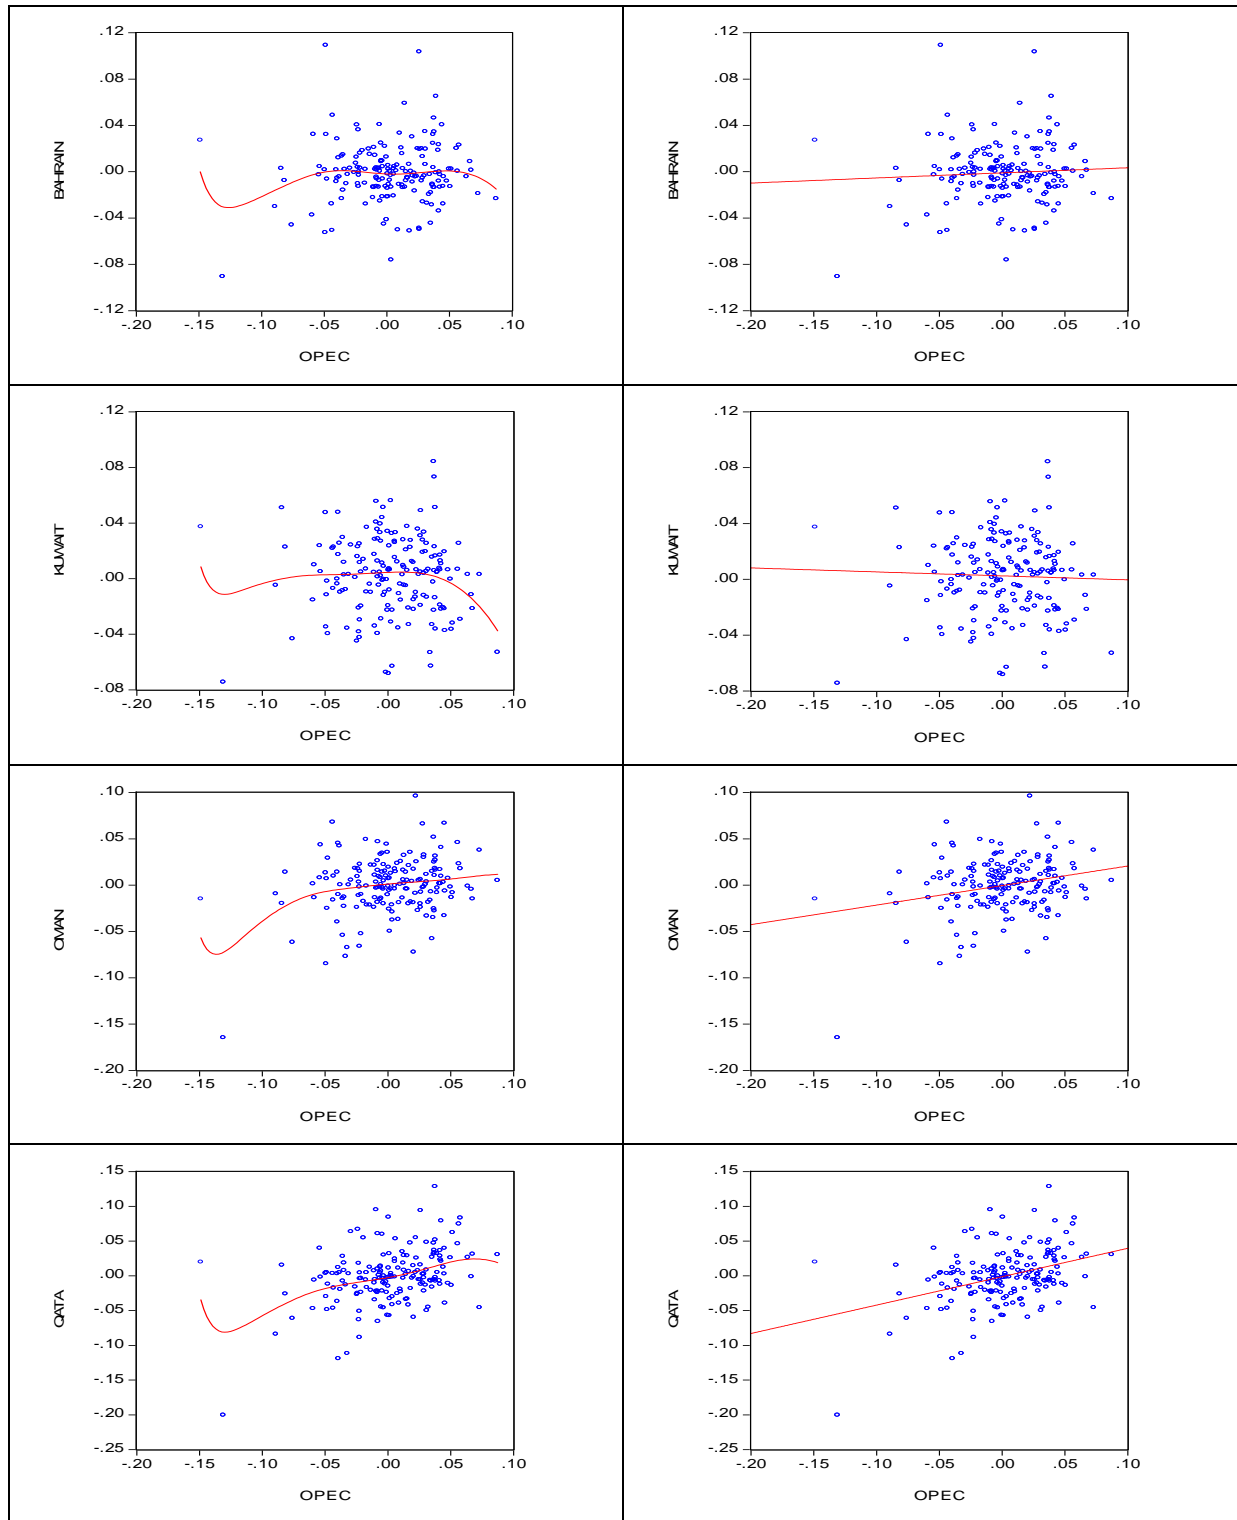 .12 .12
.08 .08
.04 .04
.00 .00
-.04 -.04
-.08 -.08
-.12 -.12
BAHRAIN BAHRAIN
-.20 -.15 -.10 -.05 .00 .05 .10 -.20 -.15 -.10 -.05 .00 .05 .10
OPEC OPEC
.12 .12
.08 .08
.04 .04
.00 .00
-.04 -.04
-.08 -.08
KUWAIT KUWAIT
-.20 -.15 -.10 -.05 .00 .05 .10 -.20 -.15 -.10 -.05 .00 .05 .10
OPEC OPEC
.10 .10
.05 .05
.00 .00
-.05 -.05
-.10 -.10
-.15 -.15
-.20 -.20
OMAN OMAN
-.20 -.15 -.10 -.05 .00 .05 .10 -.20 -.15 -.10 -.05 .00 .05 .10
OPEC OPEC
.15 .15
.10 .10
.05 .05
.00 .00
-.05 -.05
-.10 -.10
-.15 -.15
-.20 -.20
-.25 -.25
QATA QATA
-.20 -.15 -.10 -.05 .00 .05 .10 -.20 -.15 -.10 -.05 .00 .05 .10
OPEC OPEC